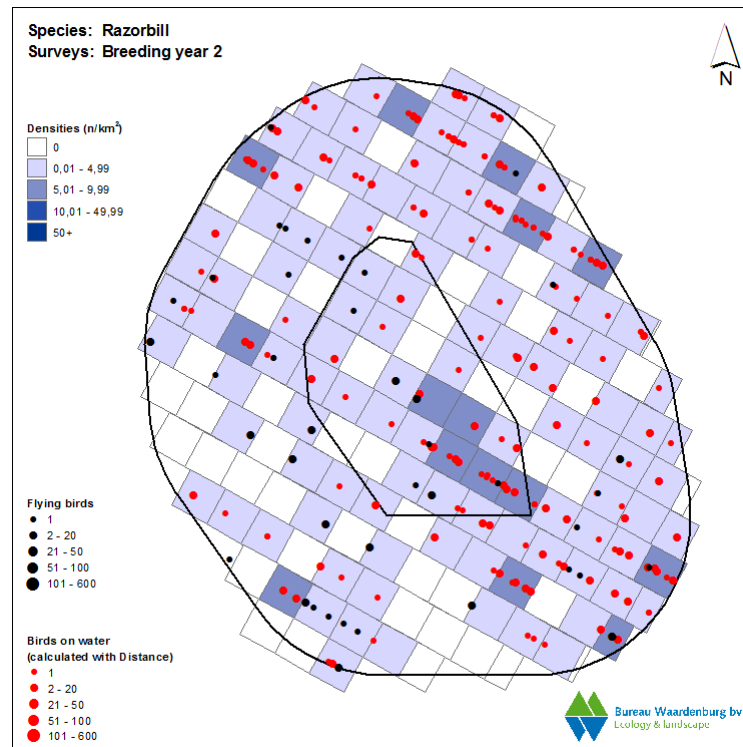 Species: Razorbill
Surveys: Breeding year 2
N
Densities (n/km²)
0
0,01 - 4,99
5,01 - 9,99
10,01 - 49,99
50+
Flying birds
1
2 - 20
21 - 50
51 - 100
101 - 600
Birds on water
(calculated with Distance)
1
2 - 20
21 - 50
51 - 100
101 - 600
Bureau Waardenburg bv
Ecology & landscape